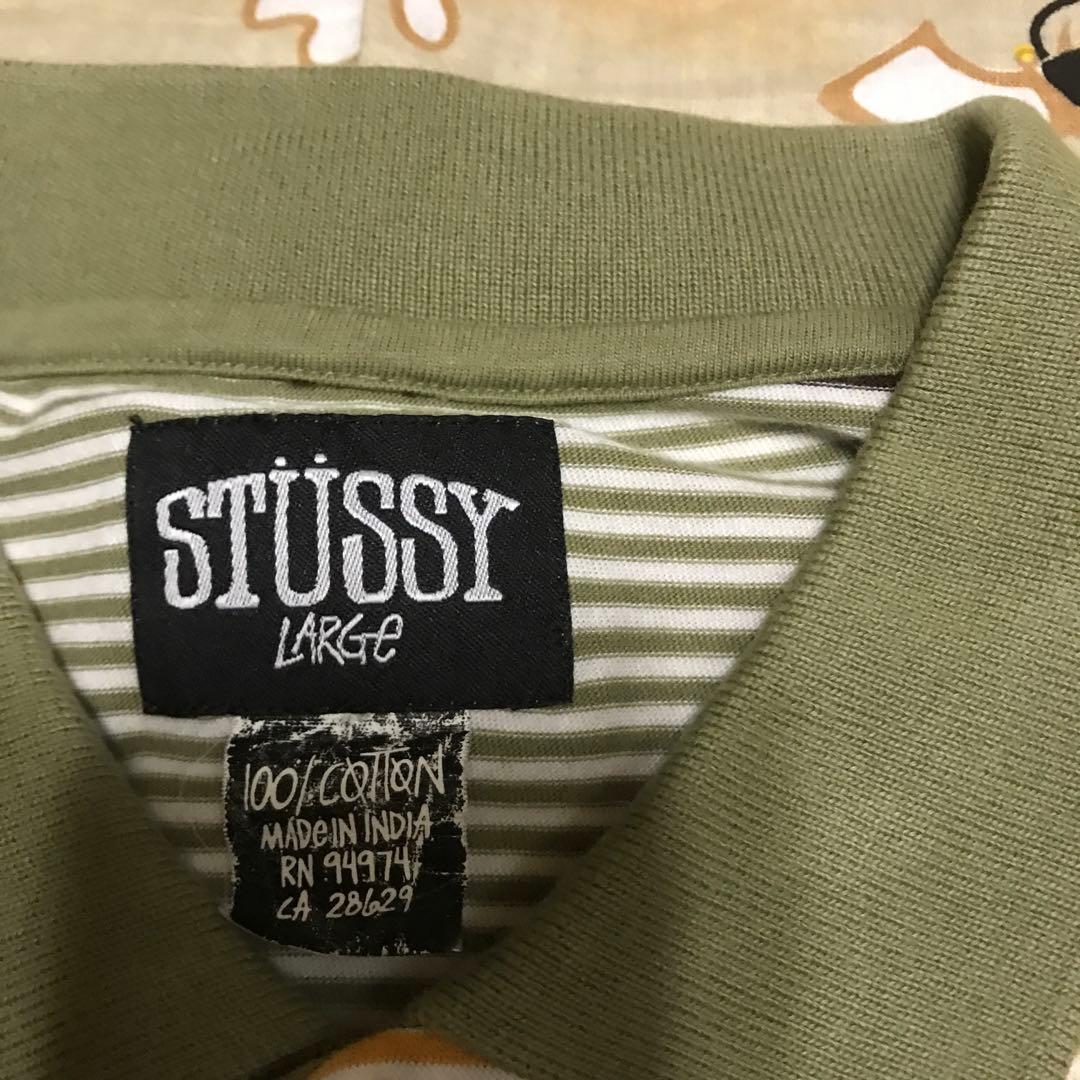 STÜSSY
LARGe
100/. COTTON
MADe IN INDIA
RN 94974
CA 28629